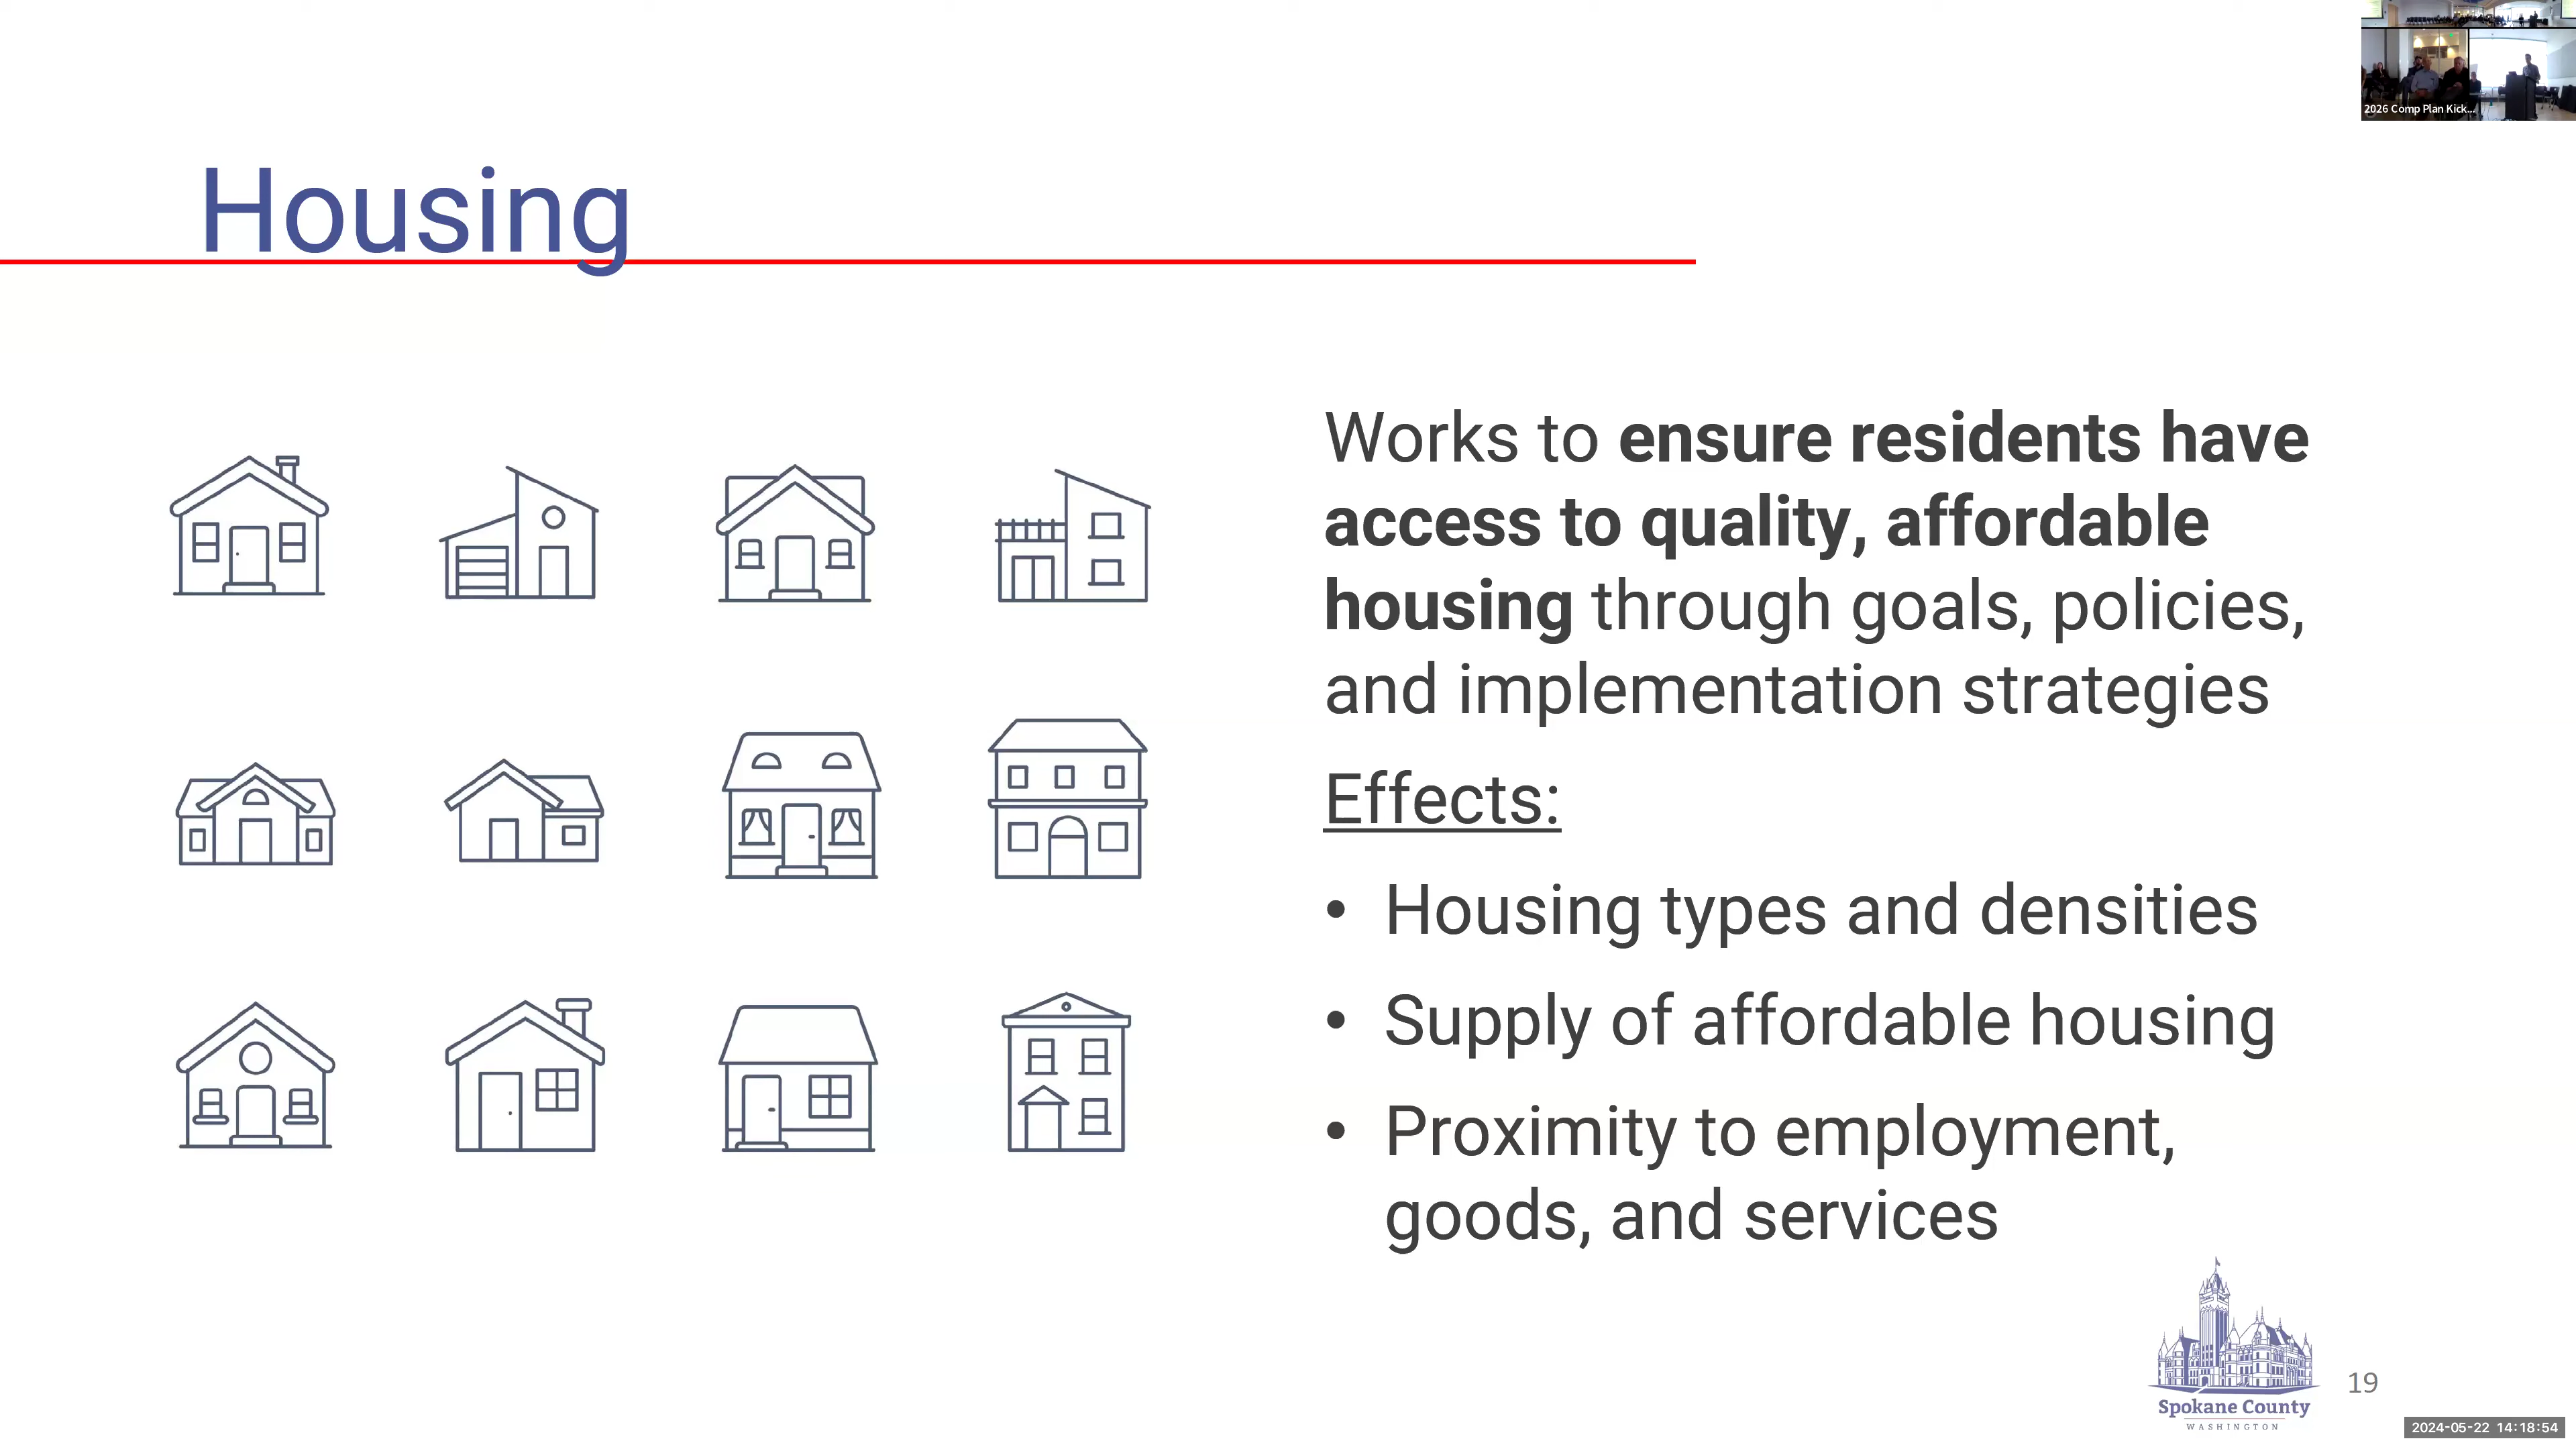 2026 Comp Plan Kick...
Housing
Works to ensure residents have
access to quality, affordable
housing through goals, policies,
and implementation strategies
Effects:
• Housing types and densities
• Supply of affordable housing
• Proximity to employment,
goods, and services
Spokane County
WASHINGTON
19
2024-05-22 14:18:54